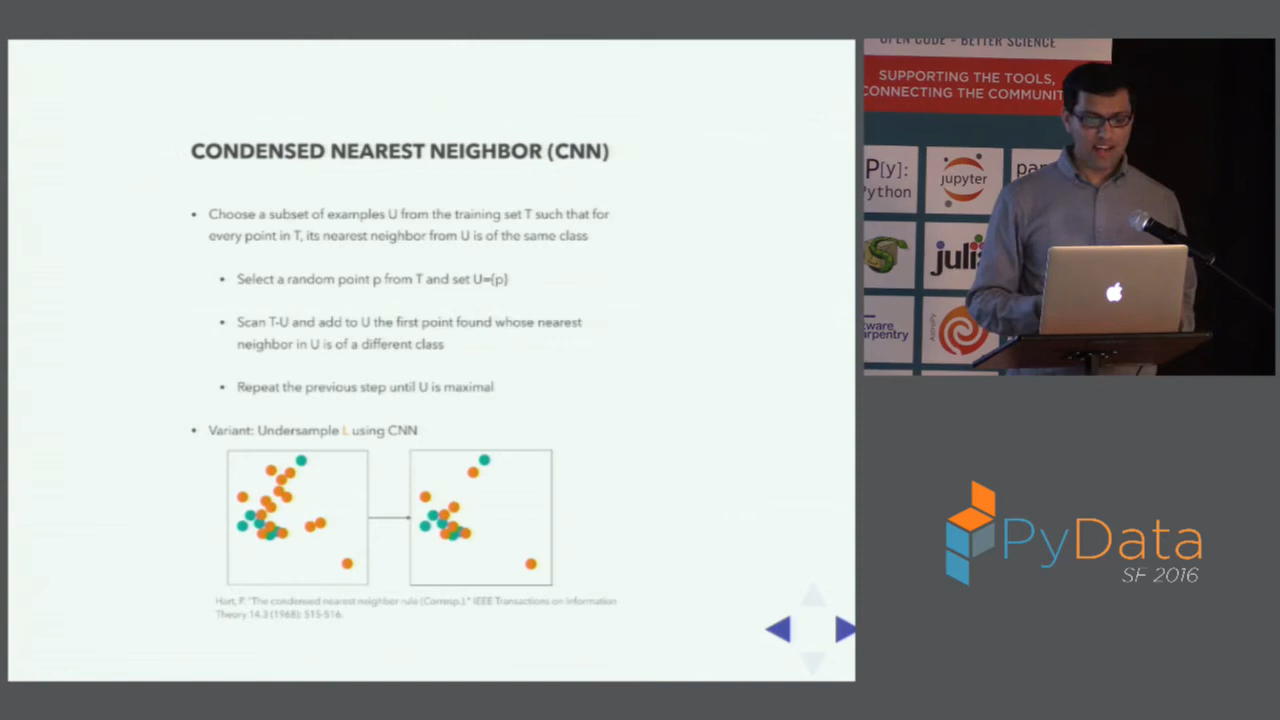 CONDENSED NEAREST NEIGHBOR (CNN)
• Choose a subset of examples U from the training set T such that for
every point in T, its nearest neighbor from U is of the same class
• Select a random point p from T and set U={p}
• Scan T-U and add to U the first point found whose nearest
neighbor in U is of a different class
• Repeat the previous step until U is maximal
• Variant: Undersample L using CNN
Hart, P. "The condensed nearest neighbor rule (Corresp.)." IEEE Transactions on Information
Theory 14.3 (1968): 515-516.
OPEN CODE - BETTER SCIENCE
SUPPORTING THE TOOLS,
CONNECTING THE COMMUNIT
P[y]:
Python
jupyter
pan
juli
tware
arpentry
AstroPy
PyData
SF 2016